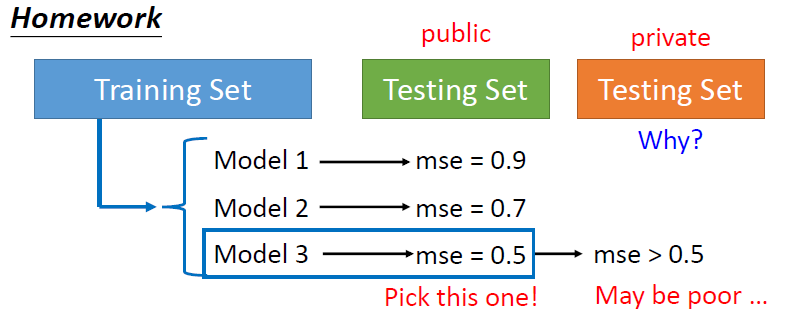 Homework
public
private
Training Set
Testing Set
Testing Set
Why?
Model 1
mse = 0.9
Model 2
mse = 0.7
Model 3
mse = 0.5
mse > 0.5
Pick this one!
May be poor …